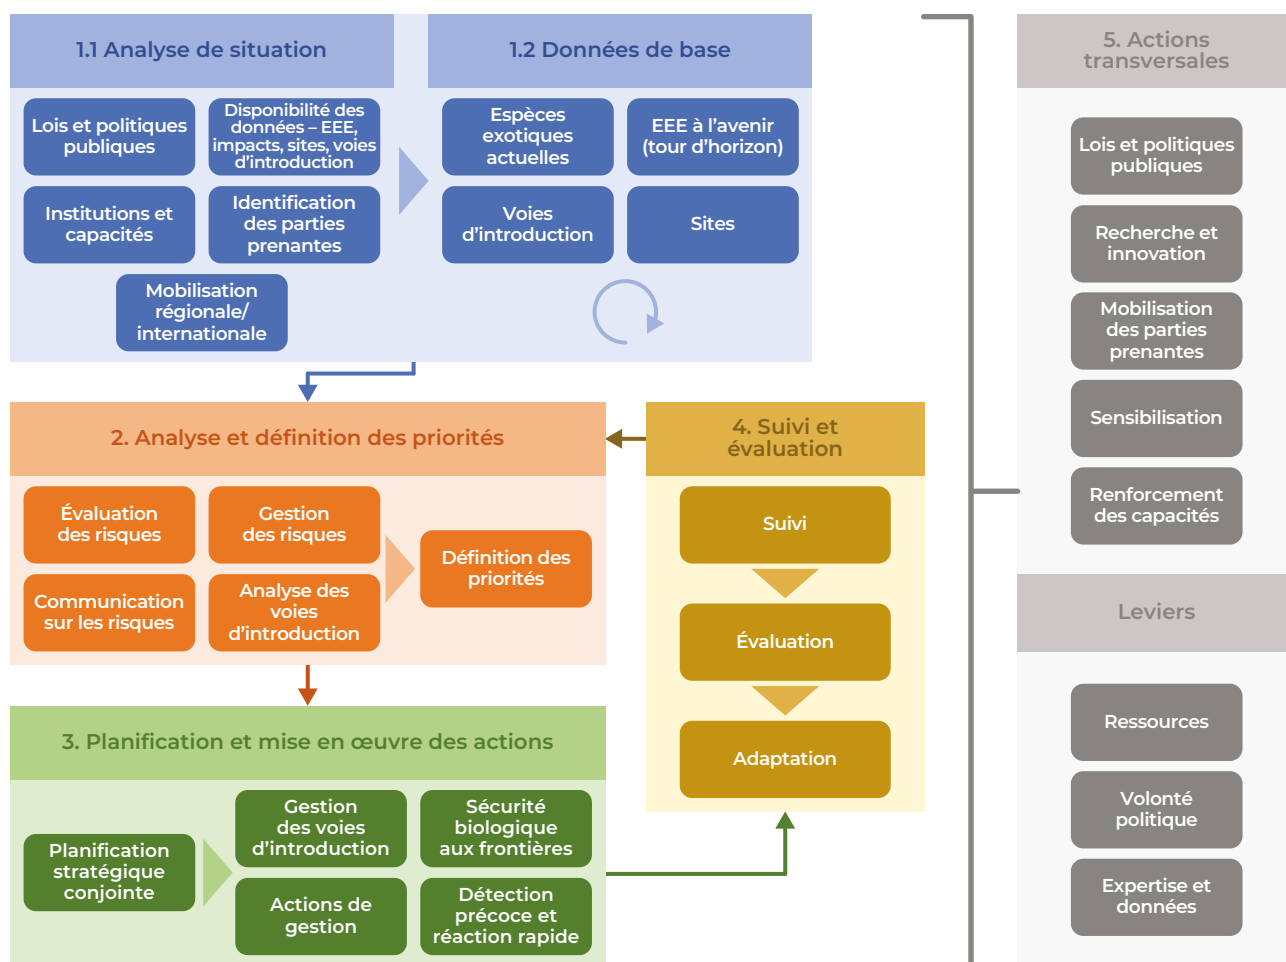 1.1 Analyse de situation
Lois et politiques
publiques
Disponibilité des
données – EEE,
impacts, sites, voies
d’introduction
Institutions et
capacités
Identification
des parties
prenantes
Mobilisation
régionale/
internationale
1.2 Données de base
Espèces
exotiques
actuelles
EEE à l’avenir
(tour d’horizon)
Voies
d’introduction
Sites
2. Analyse et définition des priorités
Évaluation
des risques
Gestion
des risques
Communication
sur les risques
Analyse des
voies
d’introduction
Définition des
priorités
3. Planification et mise en œuvre des actions
Planification
stratégique
conjointe
Gestion
des voies
d’introduction
Sécurité
biologique
aux frontières
Actions de
gestion
Détection
précoce et
réaction rapide
4. Suivi et
évaluation
Suivi
Évaluation
Adaptation
5. Actions
transversales
Lois et politiques
publiques
Recherche et
innovation
Mobilisation
des parties
prenantes
Sensibilisation
Renforcement
des capacités
Leviers
Ressources
Volonté
politique
Expertise et
données